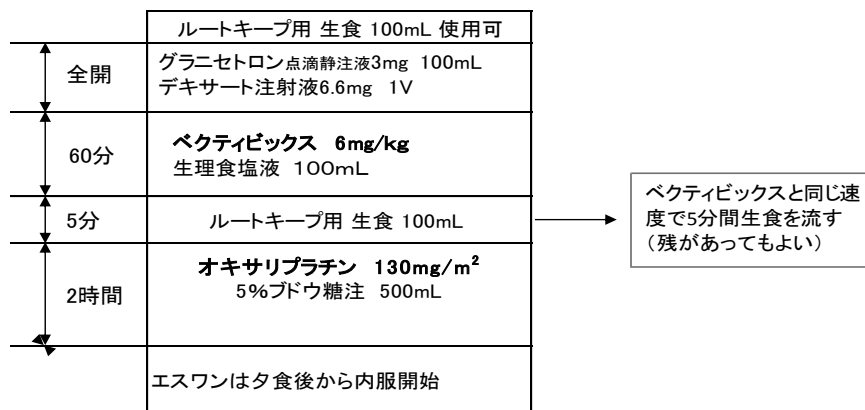 ルートキープ用 生食 100mL 使用可
全開
グラニセトロン点滴静注液3mg 100mL
デキサート注射液6.6mg 1V
60分
ベクティビックス 6mg/kg
生理食塩液 100mL
5分
ルートキープ用 生食 100mL
ベクティビックスと同じ速
度で5分間生食を流す
(残があってもよい)
2時間
オキサリプラチン 130mg/m²
5%ブドウ糖注 500mL
エスワンは夕食後から内服開始